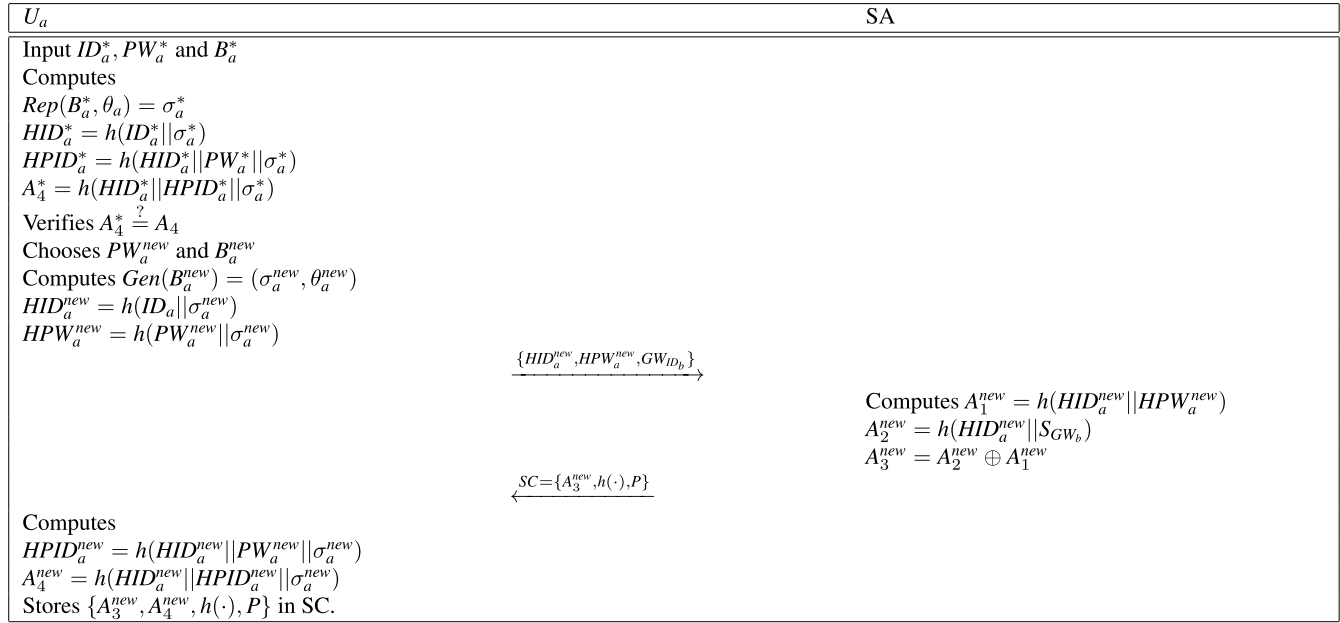 U_a SA
Input ID_a^*, PW_a^* and B_a^*
Computes
Rep(B_a^*, θ_a) = σ_a^*
HID_a^* = h(ID_a^*||σ_a^*)
HPID_a^* = h(HID_a^*||PW_a^*||σ_a^*)
A_4^* = h(HID_a^*||HPID_a^*||σ_a^*)
Verifies A_4^* ?= A_4
Chooses PW_a^{new} and B_a^{new}
Computes Gen(B_a^{new}) = (σ_a^{new}, θ_a^{new})
HID_a^{new} = h(ID_a||σ_a^{new})
HPW_a^{new} = h(PW_a^{new}||σ_a^{new})
{HID_a^{new},HPW_a^{new},GW_{ID_b}}
Computes A_1^{new} = h(HID_a^{new}||HPW_a^{new})
A_2^{new} = h(HID_a^{new}||S_{GW_b})
A_3^{new} = A_2^{new} ⊕ A_1^{new}
SC={A_3^{new},h(·),P}
Computes
HPID_a^{new} = h(HID_a^{new}||PW_a^{new}||σ_a^{new})
A_4^{new} = h(HID_a^{new}||HPID_a^{new}||σ_a^{new})
Stores {A_3^{new}, A_4^{new}, h(·), P} in SC.